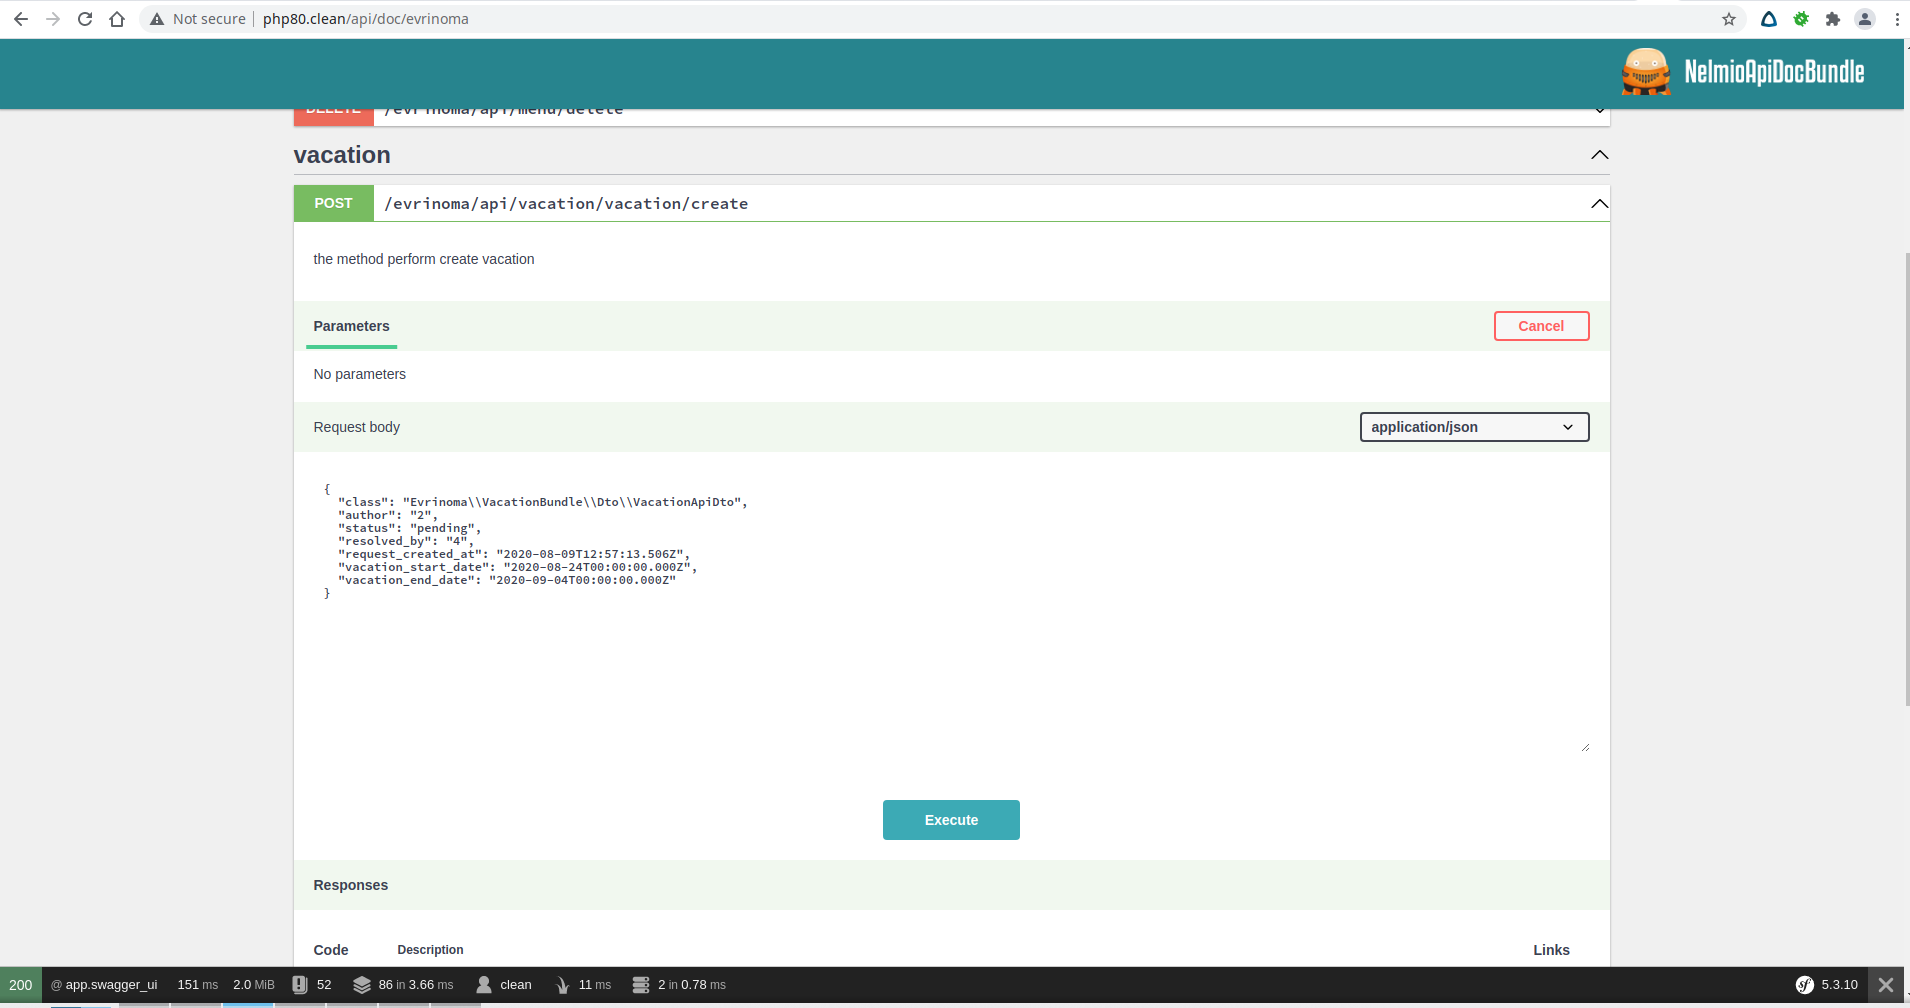 Not secure php80.clean/api/doc/evrinoma
NelmioApiDocBundle
DELETE /evrinoma/api/menu/delete
vacation
POST /evrinoma/api/vacation/vacation/create
the method perform create vacation
Parameters Cancel
No parameters
Request body application/json
{
"class": "Evrinoma\\VacationBundle\\Dto\\VacationApiDto",
"author": "2",
"status": "pending",
"resolved_by": "4",
"request_created_at": "2020-08-09T12:57:13.506Z",
"vacation_start_date": "2020-08-24T00:00:00.000Z",
"vacation_end_date": "2020-09-04T00:00:00.000Z"
}
Execute
Responses
Code Description Links
200 @ app.swagger_ui 151 ms 2.0 MiB 52 86 in 3.66 ms clean 11 ms 2 in 0.78 ms sf 5.3.10